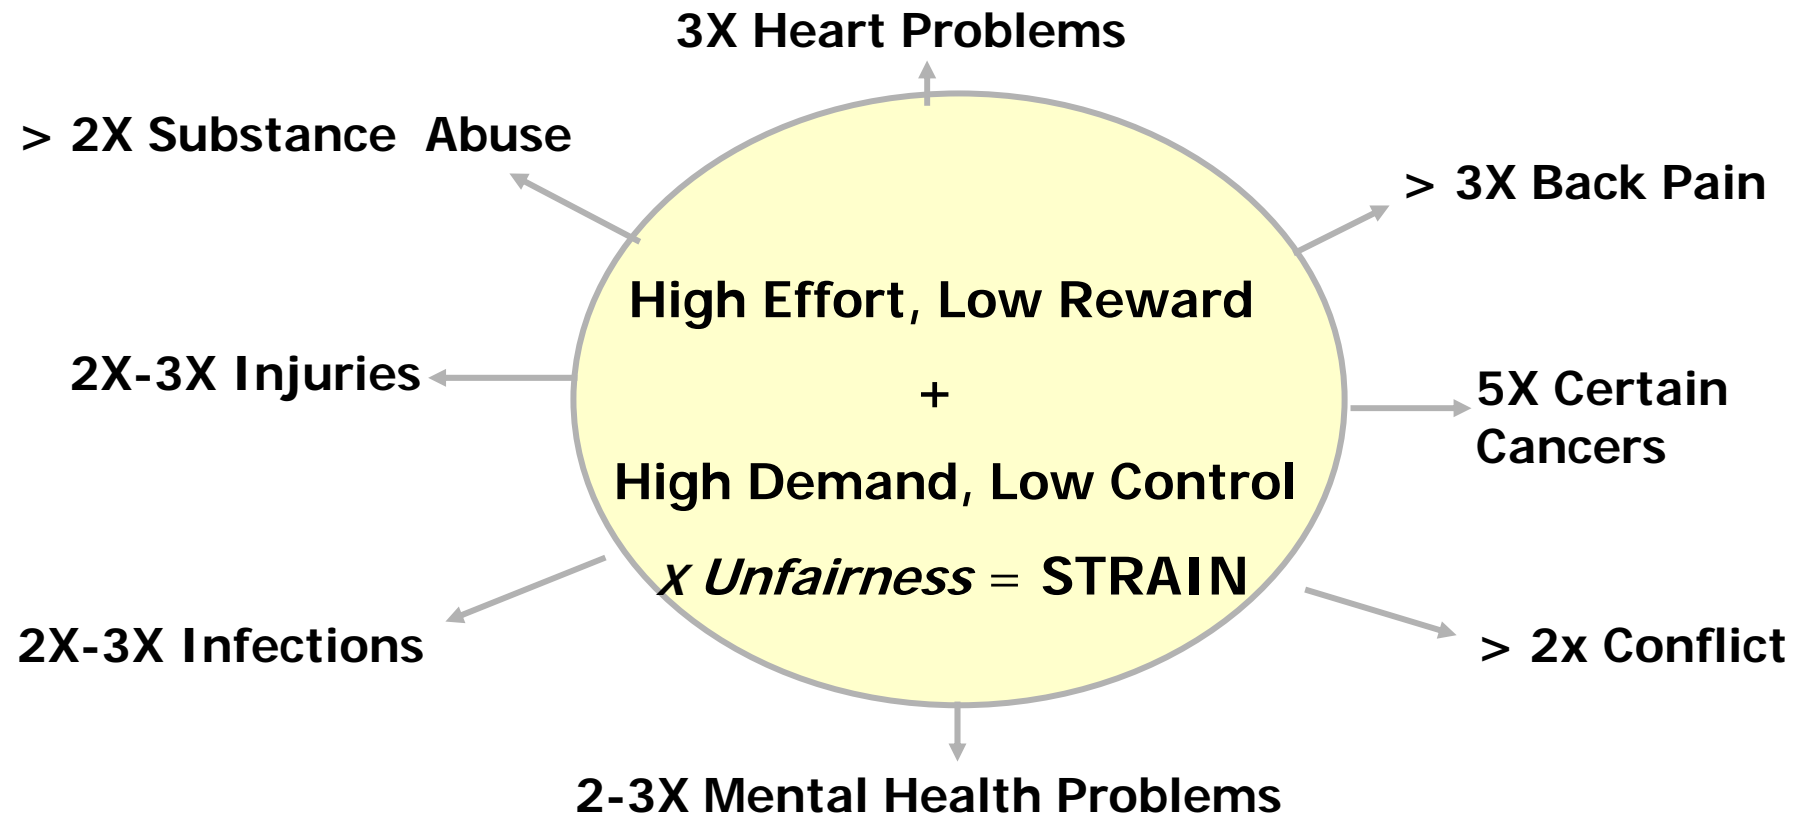 3X Heart Problems
> 2X Substance Abuse
> 3X Back Pain
High Effort, Low Reward
2X-3X Injuries
+
5X Certain
Cancers
High Demand, Low Control
x Unfairness = STRAIN
2X-3X Infections
> 2x Conflict
2-3X Mental Health Problems